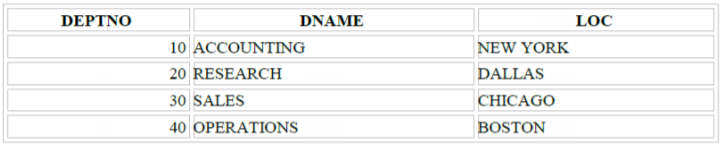 DEPTNO DNAME LOC
10 ACCOUNTING NEW YORK
20 RESEARCH DALLAS
30 SALES CHICAGO
40 OPERATIONS BOSTON